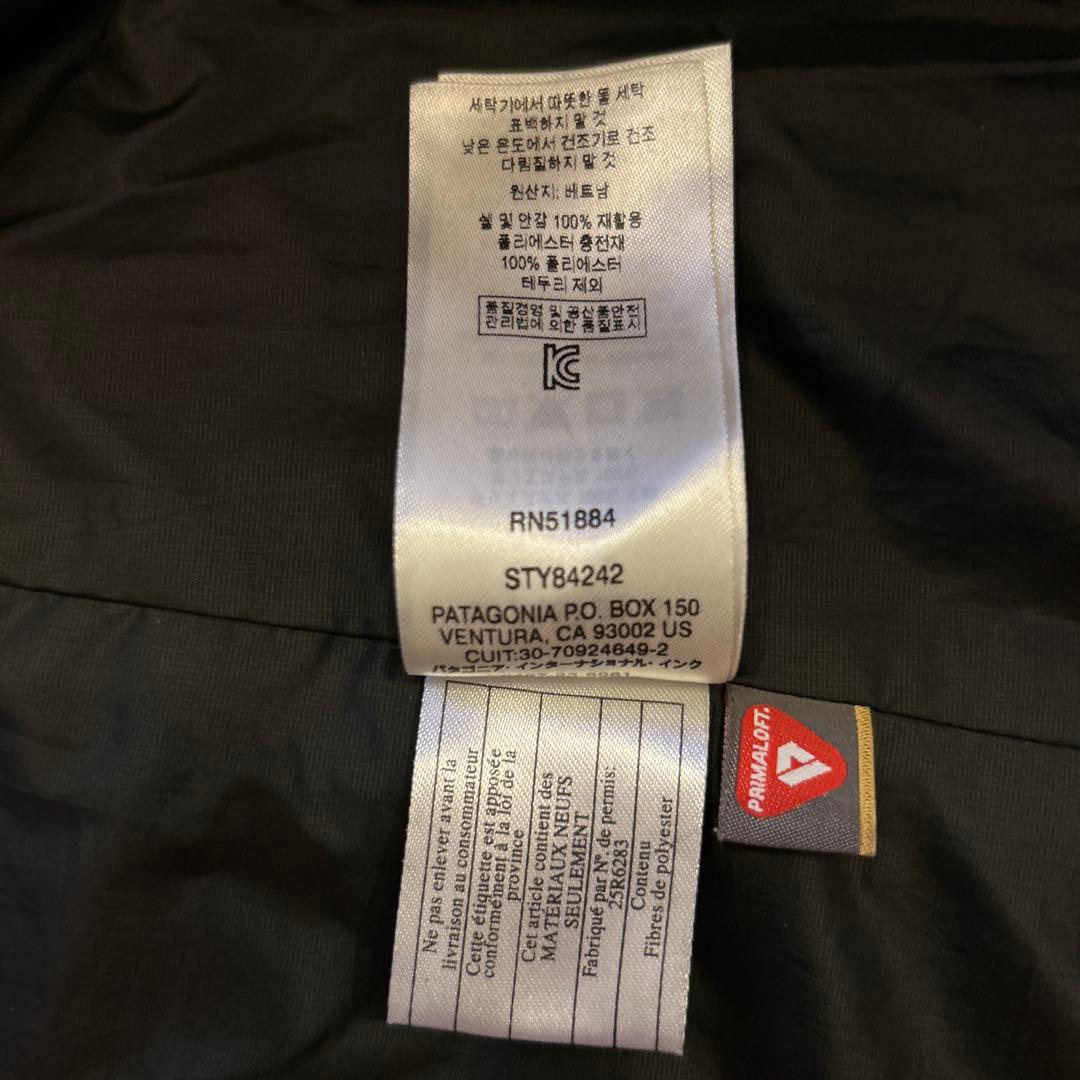 세탁기에서 따뜻한 물 세탁
표백하지 말 것
낮은 온도에서 건조기로 건조
다림질하지 말 것
원산지: 베트남
쉘 및 안감 100% 재활용
폴리에스터 충전재
100% 폴리에스터
테두리 제외
품질경영 및 공산품안전
관리법에 의한 품질표시
KC
RN51884
STY84242
PATAGONIA P.O. BOX 150
VENTURA, CA 93002 US
CUIT:30-70924649-2
パタゴニア・インターナショナル・インク
Ne pas enlever avant la
livraison au consommateur
Cette étiquette est apposée
conformément à la loi de la
province
Cet article contient des
MATÉRIAUX NEUFS
SEULEMENT
Fabriqué par Nº. de permis:
25R6283
Contenu
Fibres de polyester
PRIMALOFT.